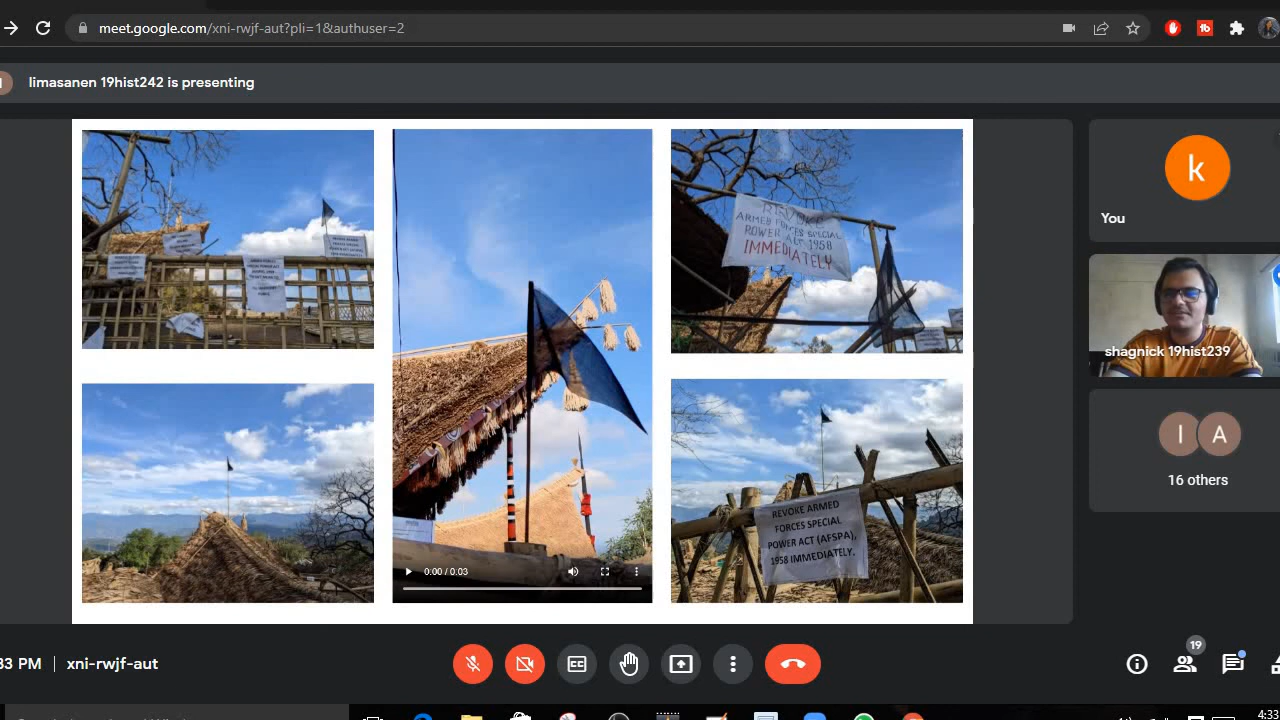 meet.google.com/xni-rwjf-aut?pli=1&authuser=2
limasanen 19hist242 is presenting
k
You
REVOKE
ARMED FORCES SPECIAL
POWER ACT 1958
IMMEDIATELY
shagnick 19hist239
I A
16 others
REVOKE ARMED
FORCES SPECIAL
POWER ACT (AFSPA),
1958 IMMEDIATELY.
0:00 / 0:03
33 PM | xni-rwjf-aut
19
4:33